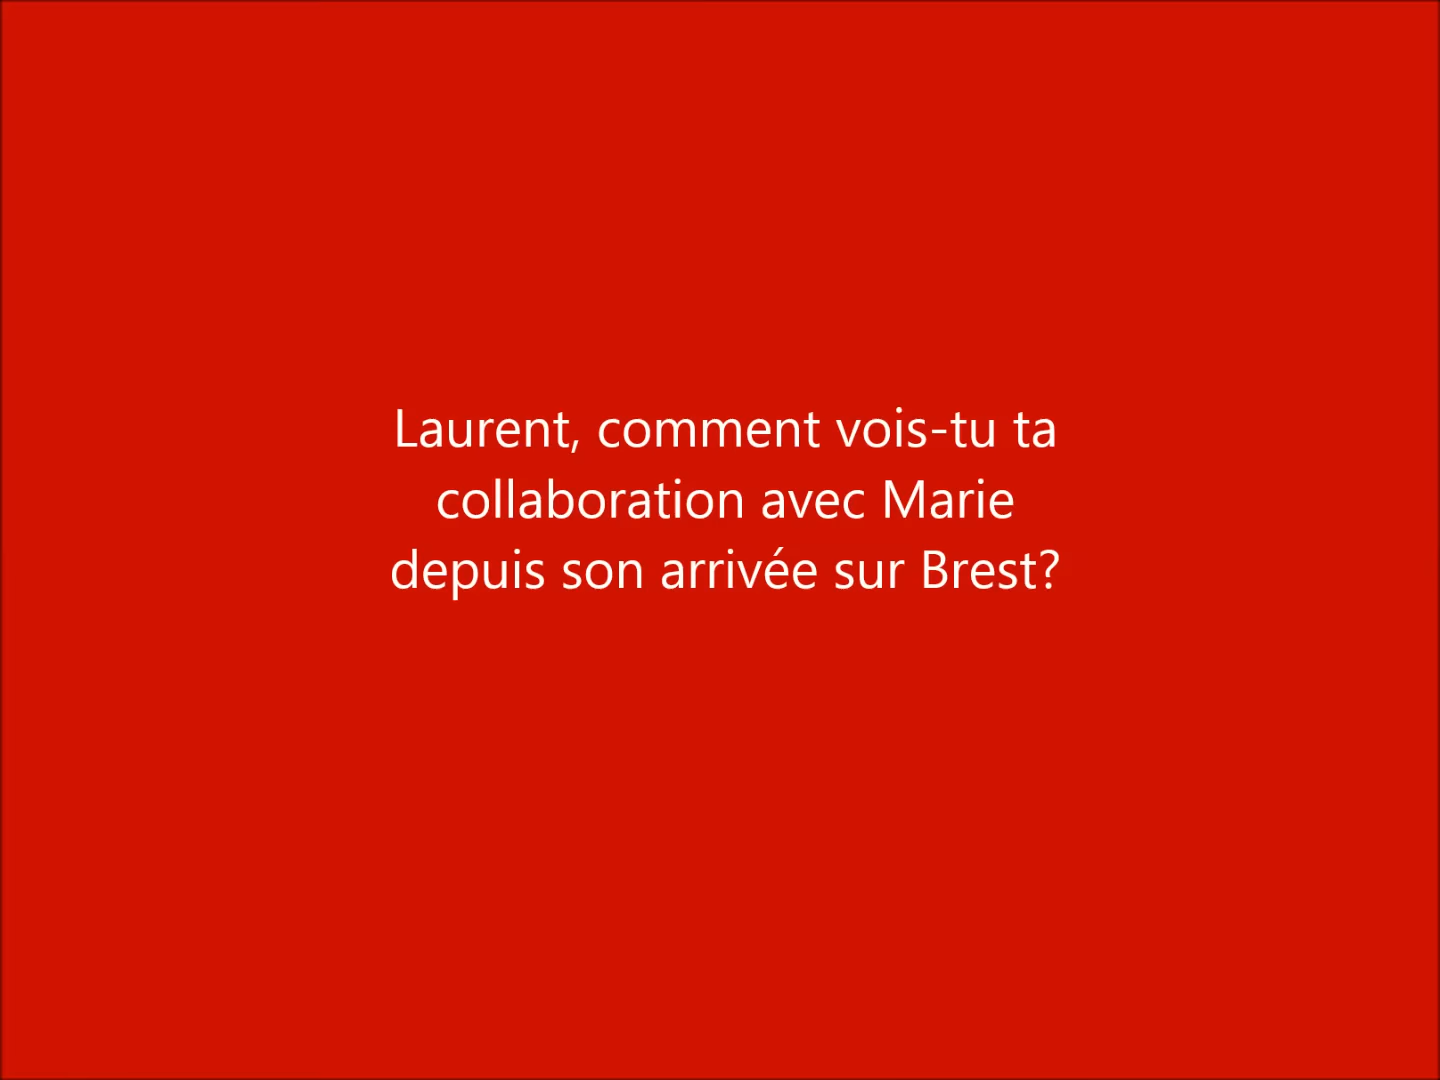 Laurent, comment vois-tu ta
collaboration avec Marie
depuis son arrivée sur Brest?